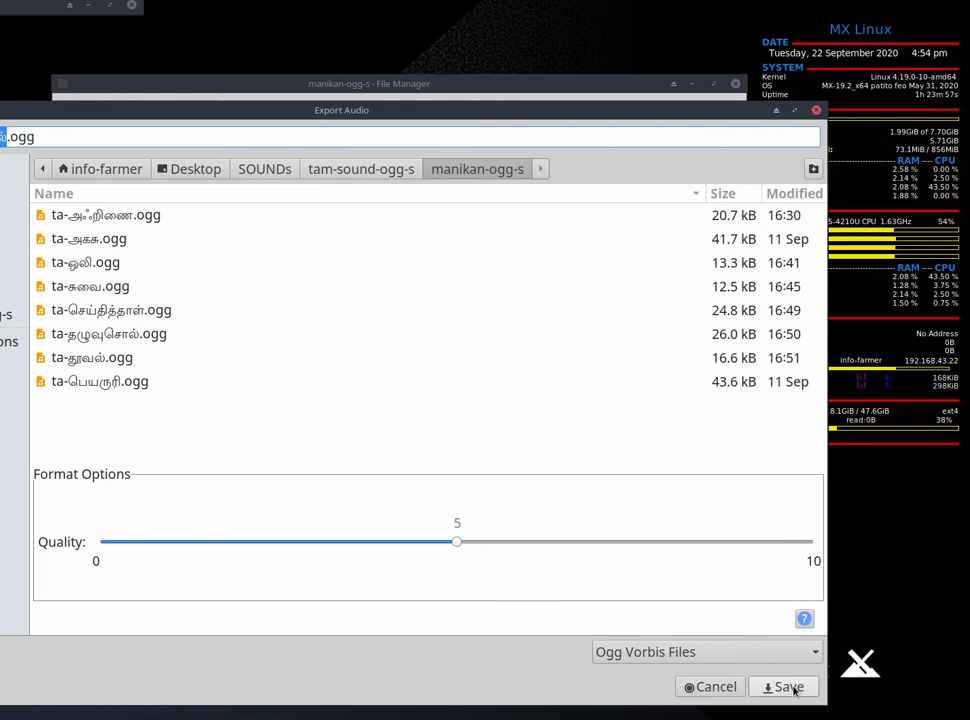 MX Linux
DATE
Tuesday, 22 September 2020 4:54 pm
SYSTEM
Kernel Linux 4.19.0-10-amd64
OS MX-19.2_x64 patito feo May 31, 2020
Uptime 1h 23m 57s
manikan-ogg-s - File Manager
Export Audio
.ogg
info-farmer Desktop SOUNDs tam-sound-ogg-s manikan-ogg-s
Name Size Modified
ta-அஃறிணை.ogg 20.7 kB 16:30
ta-அகசு.ogg 41.7 kB 11 Sep
ta-ஒலி.ogg 13.3 kB 16:41
ta-சுவை.ogg 12.5 kB 16:45
ta-செய்தித்தாள்.ogg 24.8 kB 16:49
ta-தழுவுசொல்.ogg 26.0 kB 16:50
ta-தூவல்.ogg 16.6 kB 16:51
ta-பெயருரி.ogg 43.6 kB 11 Sep
g-s
ons
Format Options
5
Quality:
0 10
?
Ogg Vorbis Files
Cancel Save
1.99GiB of 7.70GiB
5.71GiB
73.1MiB / 856MiB
RAM CPU
2.58 % 0.00 %
2.14 % 2.50 %
2.08 % 43.50 %
1.88 % 0.00 %
5-4210U CPU 1.63GHz 54%
RAM CPU
2.08 % 43.50 %
1.28 % 3.75 %
2.14 % 2.50 %
1.50 % 0.75 %
No Address
0B
0B
info-farmer 192.168.43.22
168KiB
298KiB
8.1GiB / 47.6GiB ext4
read:0B 38%